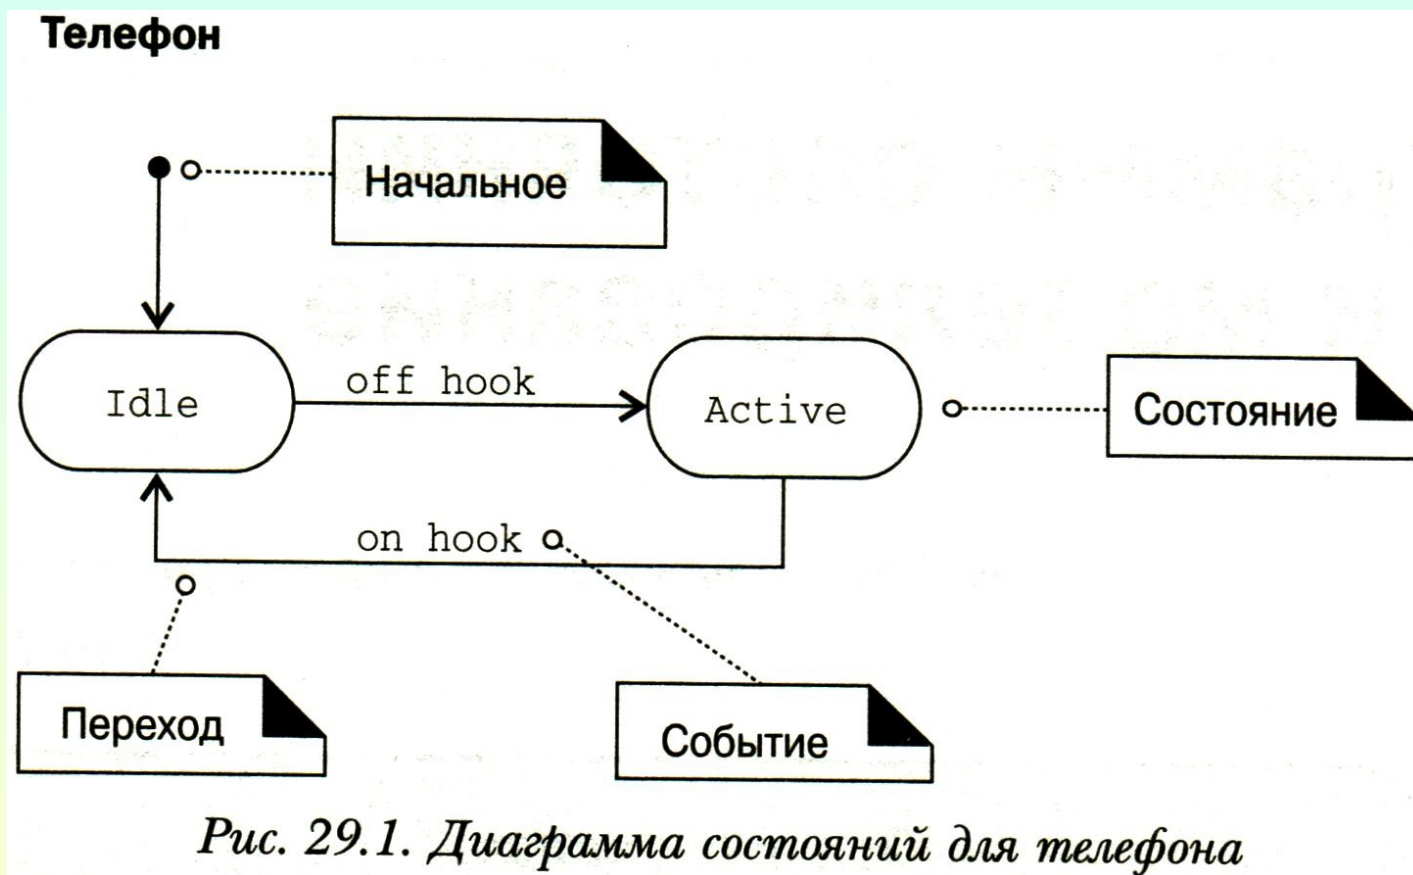 Телефон
Начальное
Idle
off hook
Active
Состояние
on hook
Переход
Событие
Рис. 29.1. Диаграмма состояний для телефона